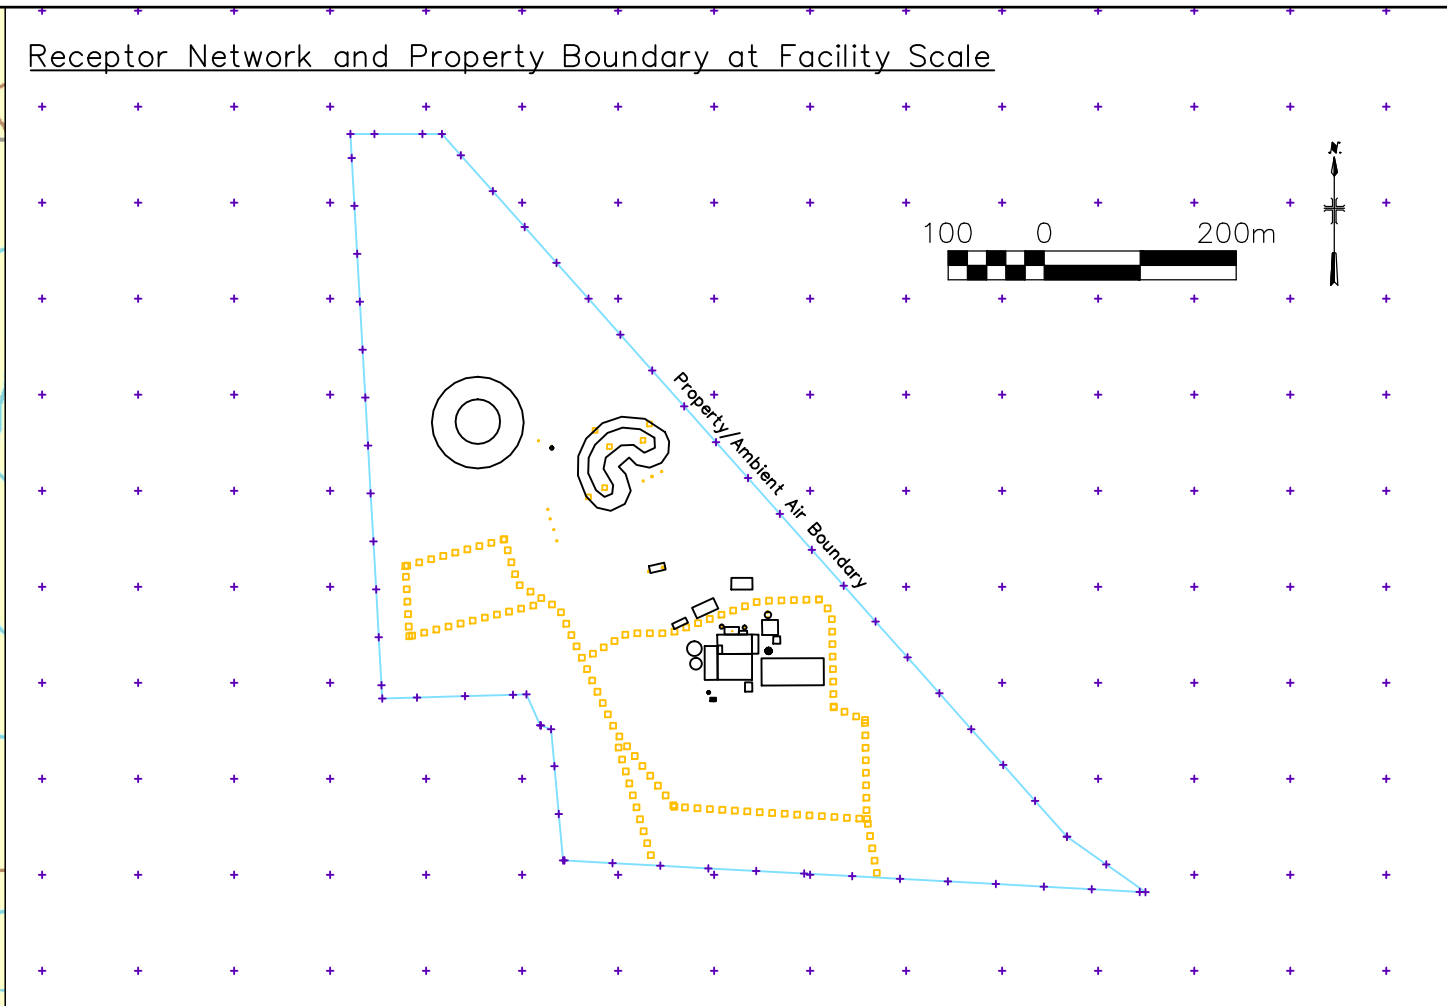 Receptor Network and Property Boundary at Facility Scale
N.
100 0 200m
Property/Ambient Air Boundary